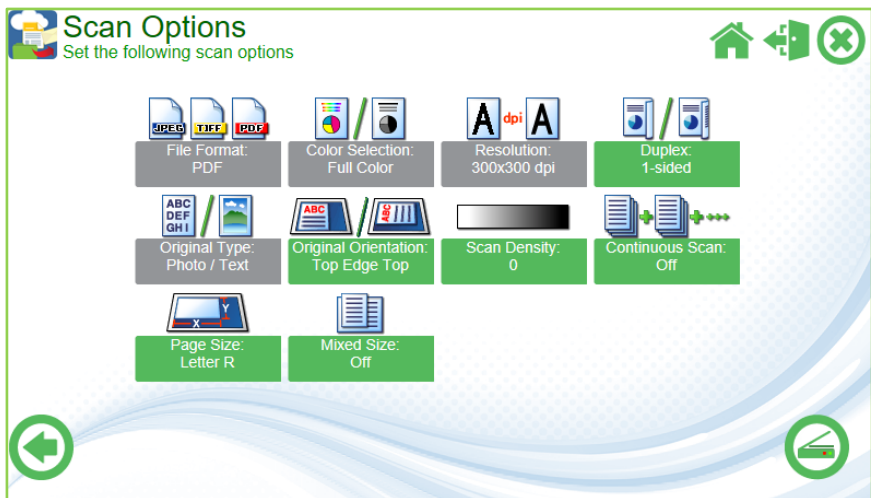 Scan Options
Set the following scan options
JPEG TIFF PDF
A dpi A
File Format:
PDF
Color Selection:
Full Color
Resolution:
300x300 dpi
Duplex:
1-sided
ABC
DEF
GHI
ABC
ABC
Original Type:
Photo / Text
Original Orientation:
Top Edge Top
Scan Density:
0
Continuous Scan:
Off
X
Y
Page Size:
Letter R
Mixed Size:
Off